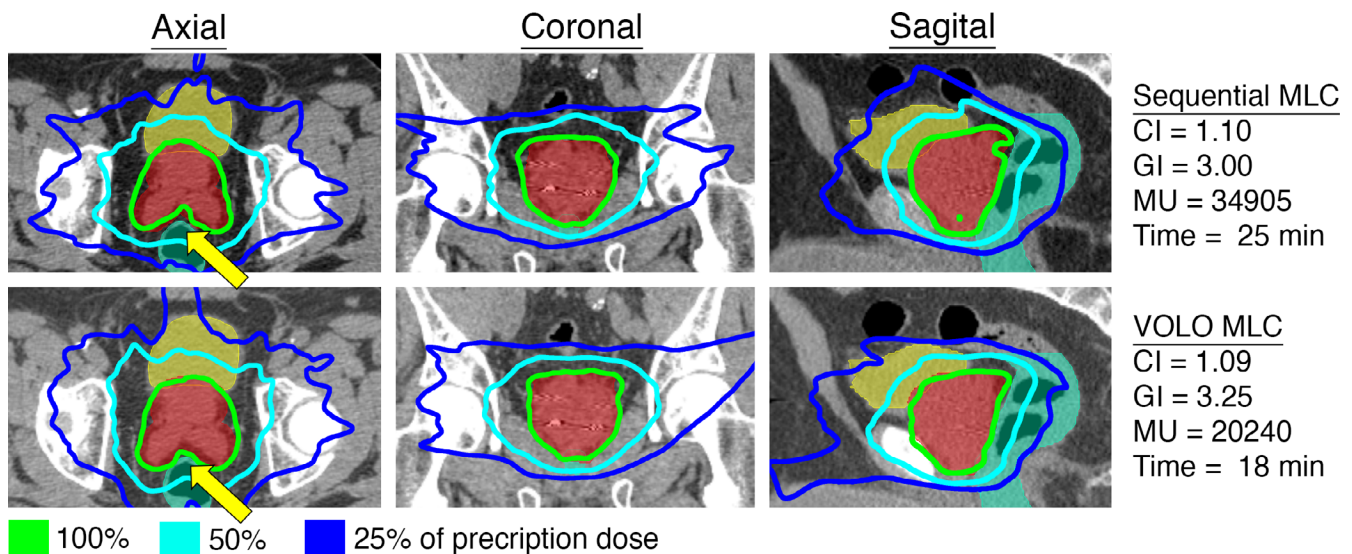 Axial
Coronal
Sagital
Sequential MLC
CI = 1.10
GI = 3.00
MU = 34905
Time = 25 min
VOLO MLC
CI = 1.09
GI = 3.25
MU = 20240
Time = 18 min
100%
50%
25% of precription dose